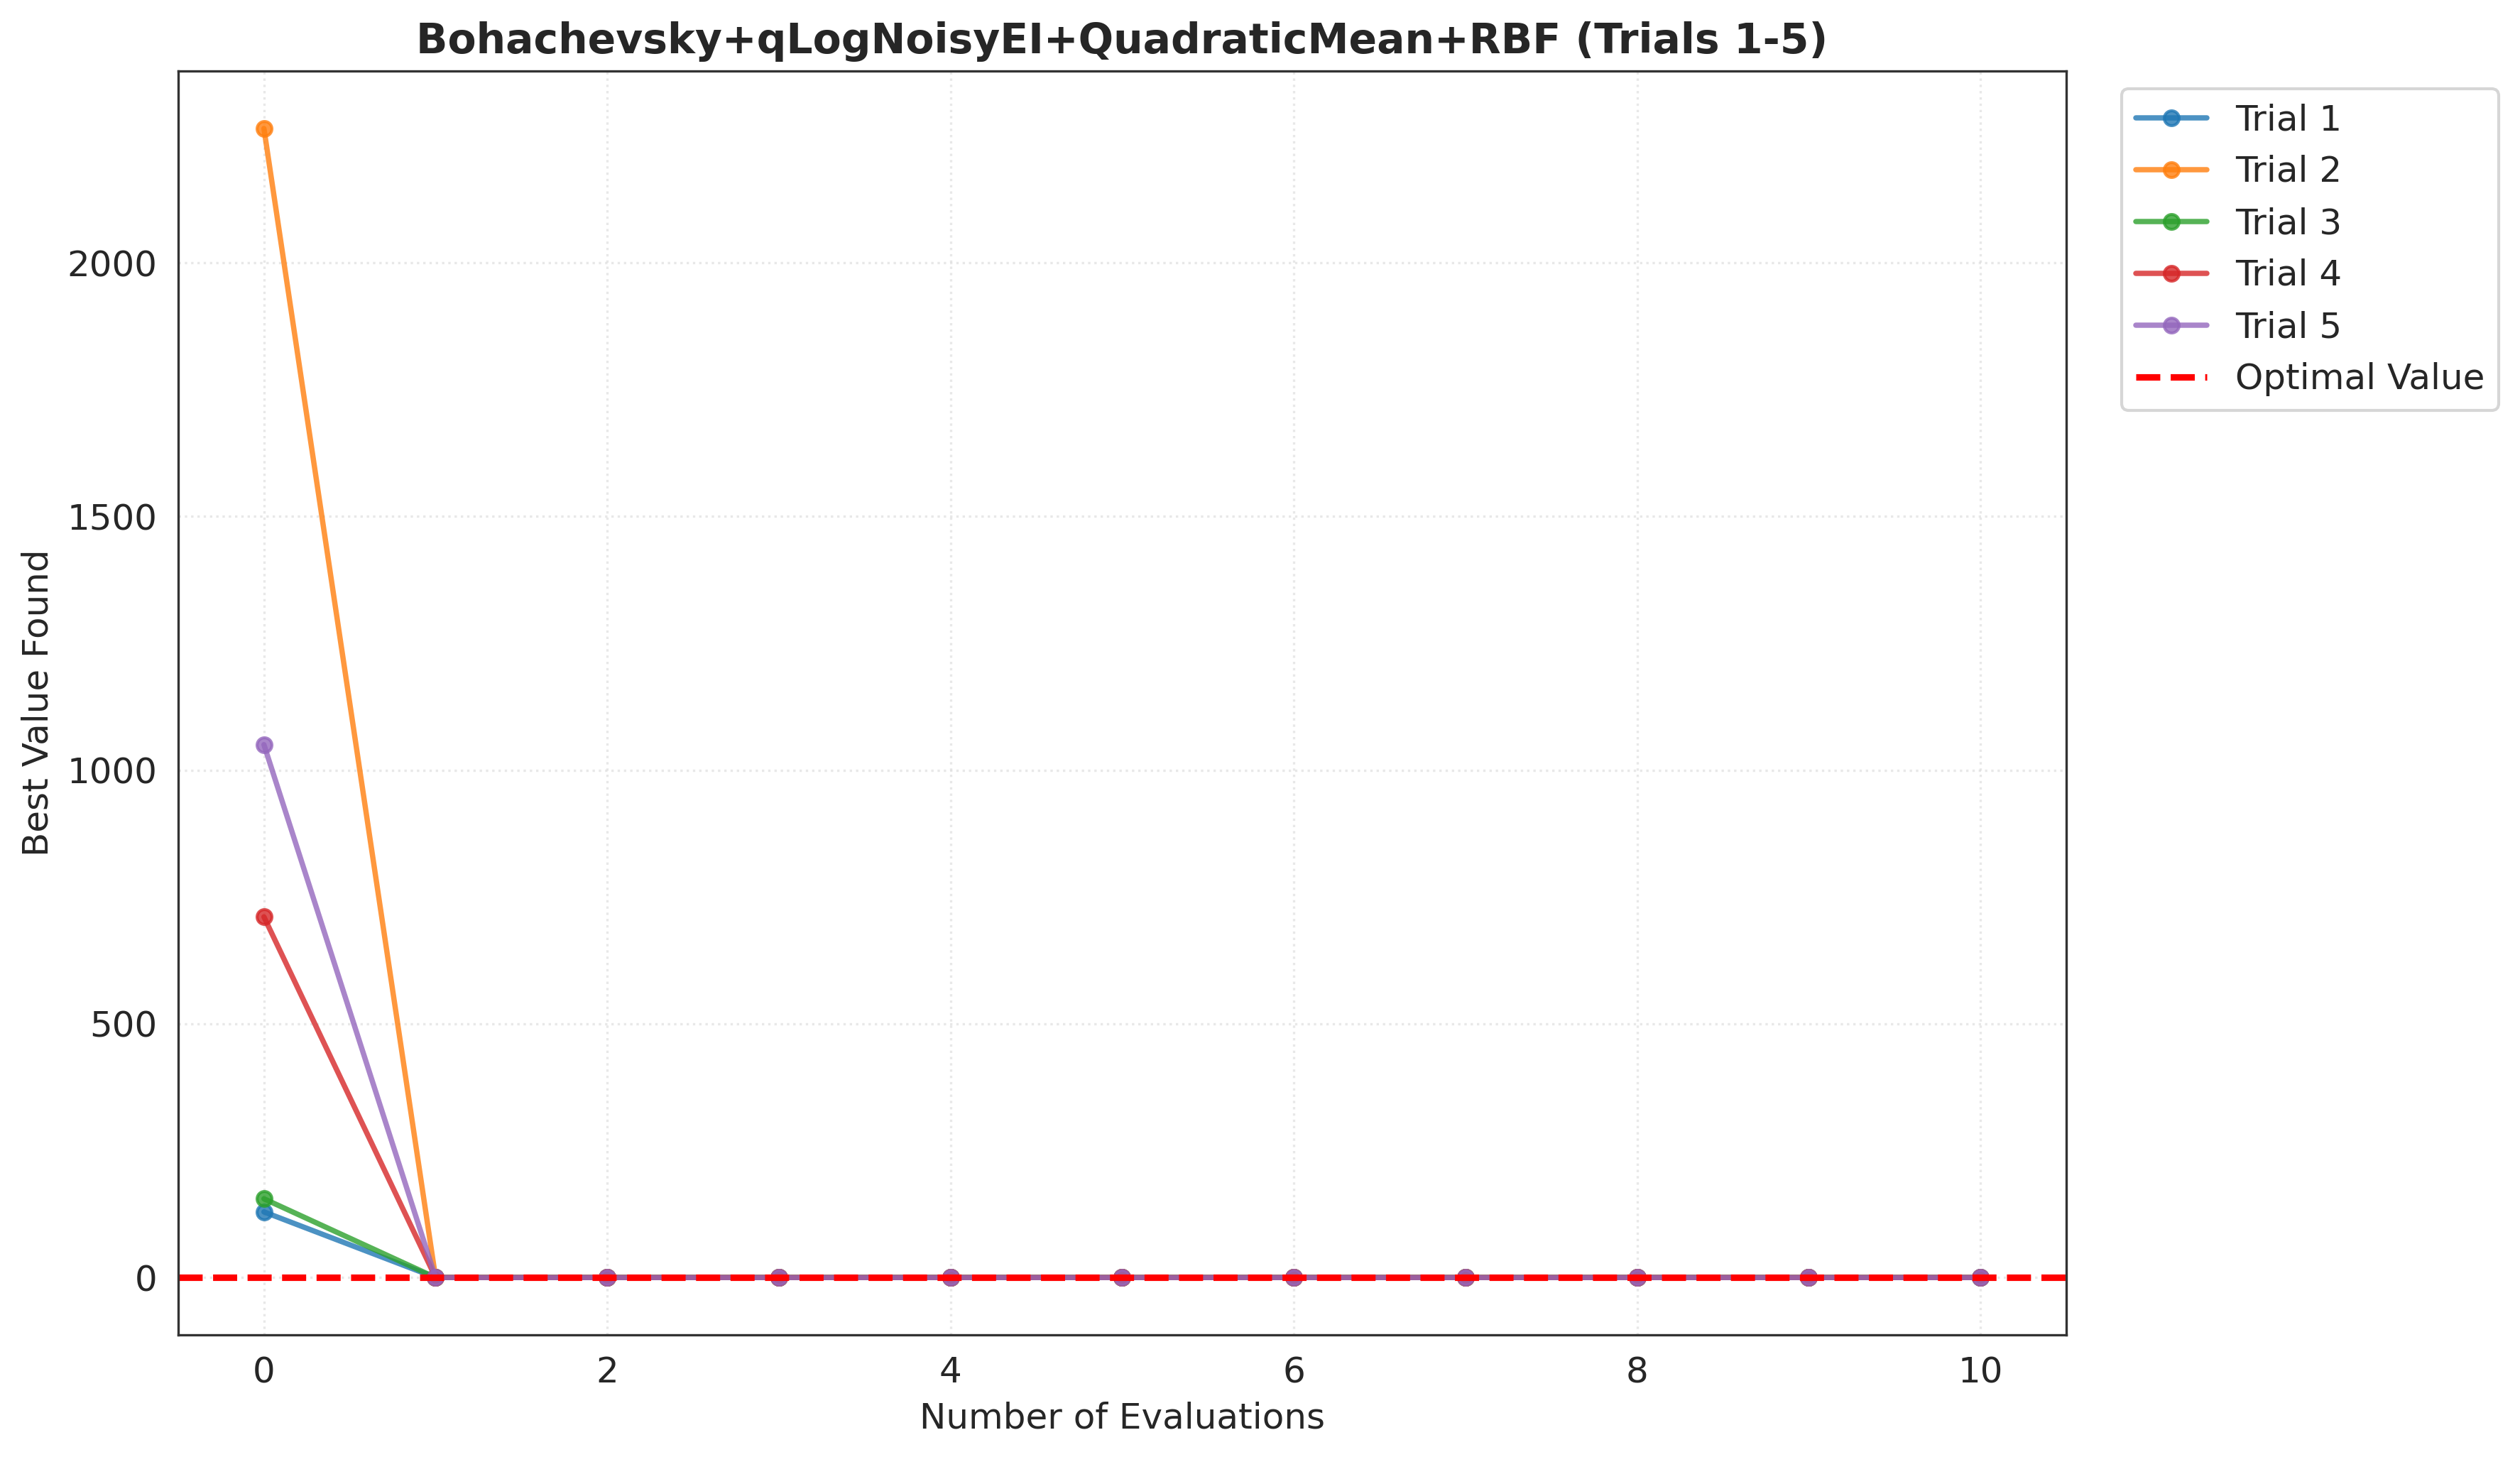 Bohachevsky+qLogNoisyEI+QuadraticMean+RBF (Trials 1-5)
Trial 1
Trial 2
Trial 3
Trial 4
Trial 5
Optimal Value
Best Value Found
2000
1500
1000
500
0
0 2 4 6 8 10
Number of Evaluations